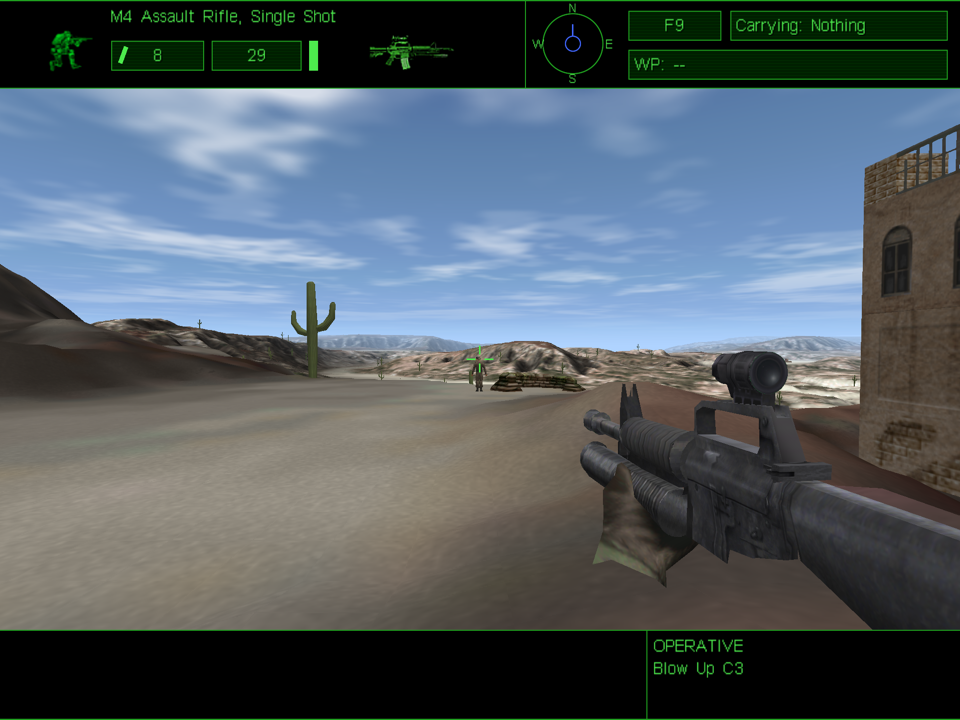 M4 Assault Rifle, Single Shot
8
29
N
W
E
S
F9
Carrying: Nothing
WP: --
OPERATIVE
Blow Up C3